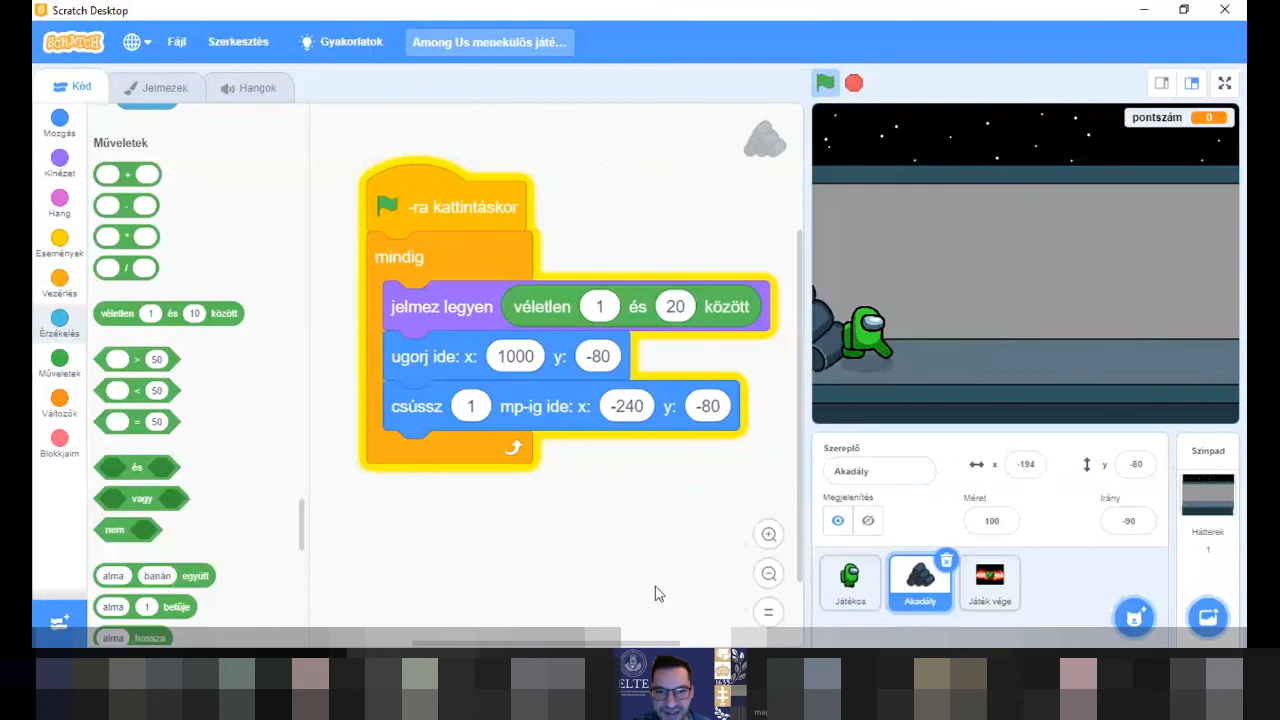 Scratch Desktop
SCRATCH
Fájl
Szerkesztés
Gyakorlatok
Among Us menekülős játé...
Kód
Jelmezek
Hangok
Mozgás
Kinézet
Hang
Események
Vezérlés
Érzékelés
Műveletek
Változók
Blokkjaim
Műveletek
+
-
*
/
véletlen 1 és 10 között
> 50
< 50
= 50
és
vagy
nem
alma banán együtt
alma 1 betűje
alma hossza
-ra kattintáskor
mindig
jelmez legyen véletlen 1 és 20 között
ugorj ide: x: 1000 y: -80
csússz 1 mp-ig ide: x: -240 y: -80
pontszám 0
Szereplő
Akadály
x -194
y -80
Megjelenítés
Méret
100
Irány
-90
Játékos
Akadály
Játék vége
Színpad
Hátterek
1
ELTE